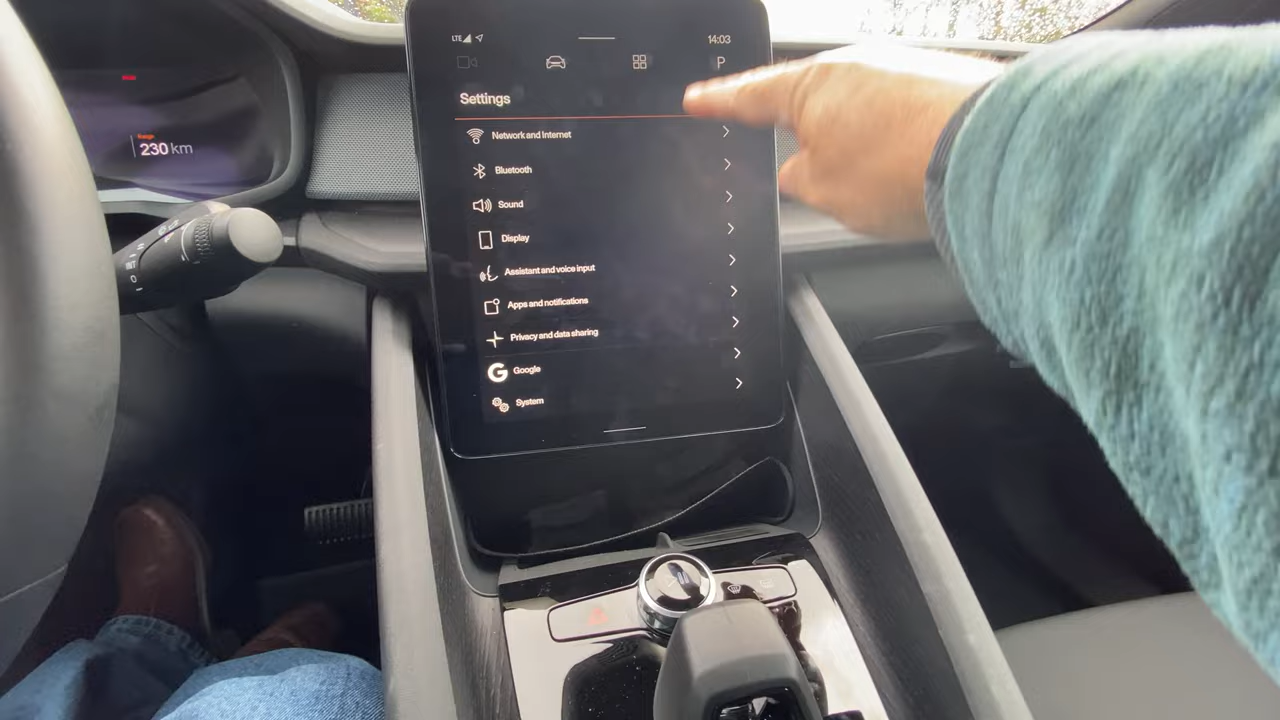 LTE
14:03
P
Settings
Network and Internet
Bluetooth
Sound
Display
Assistant and voice input
Apps and notifications
Privacy and data sharing
Google
System
Range
230 km